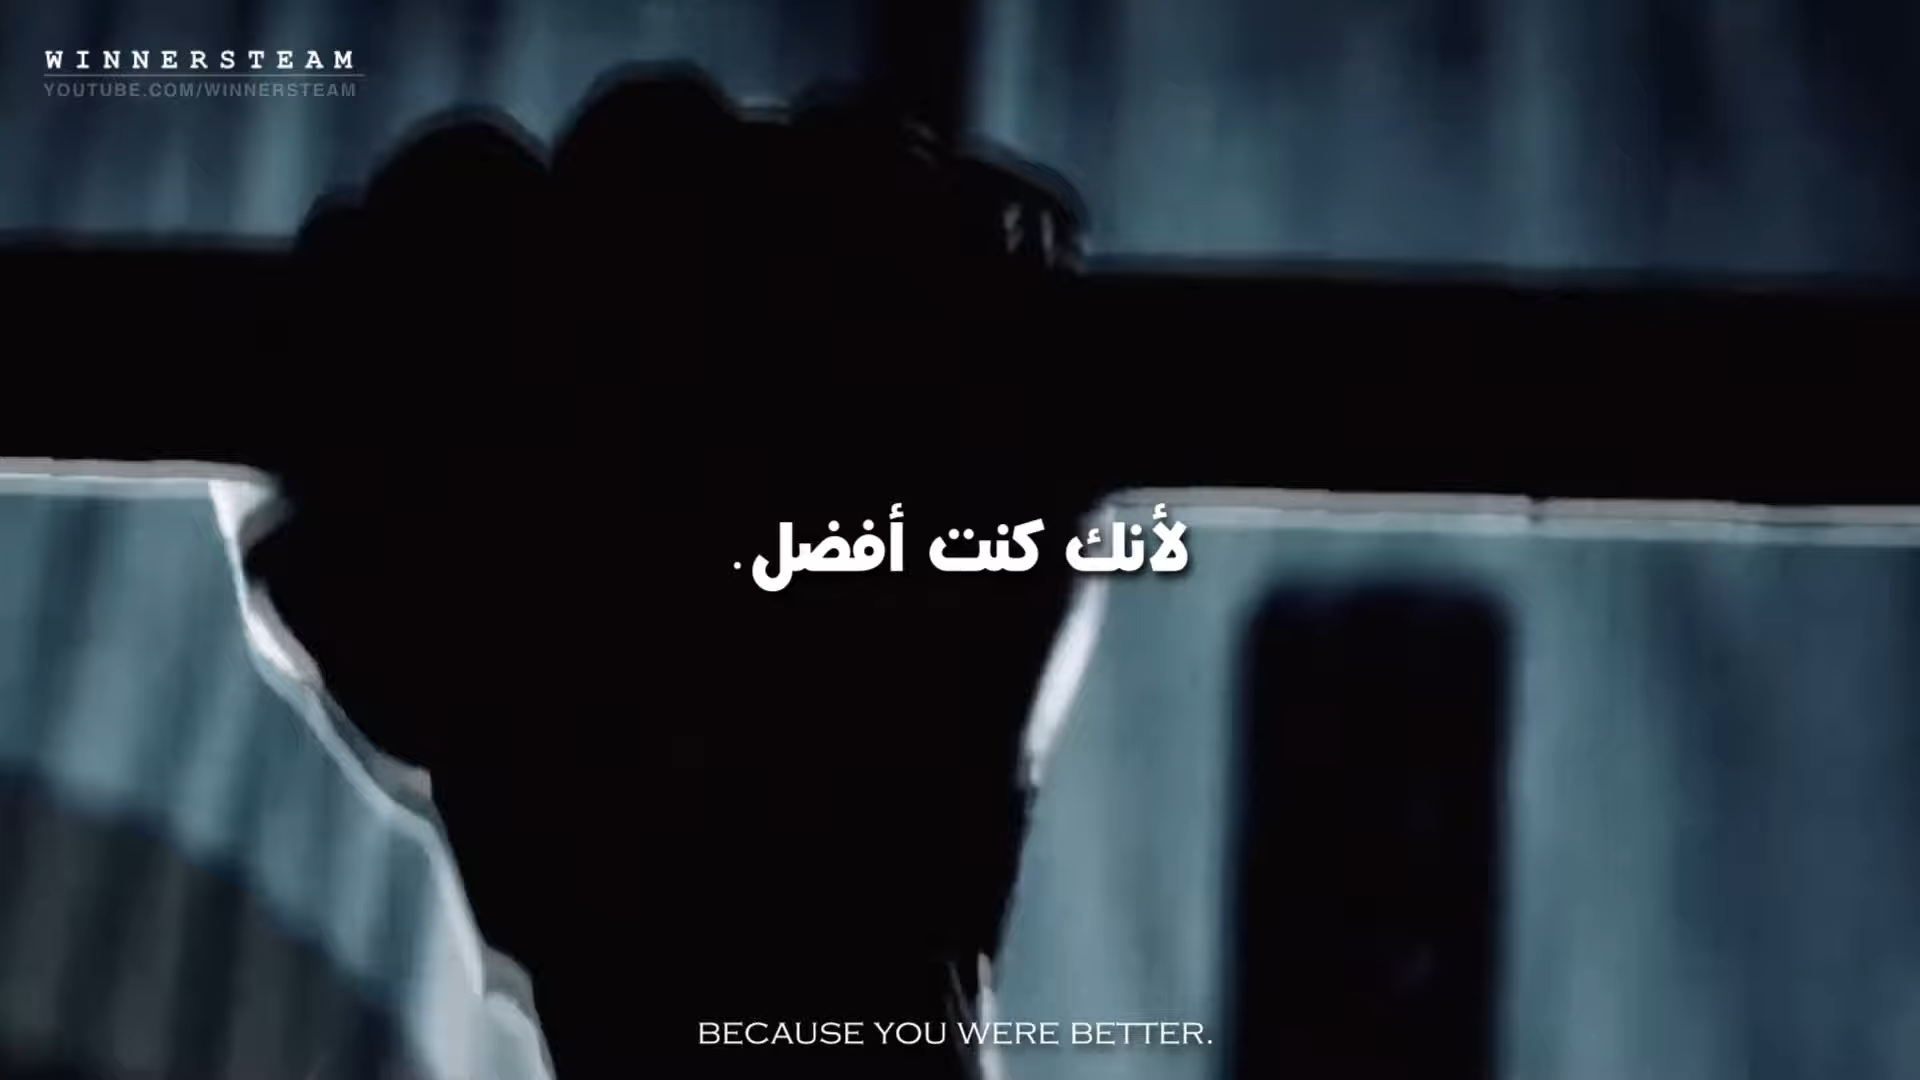 WINNERSTEAM
YOUTUBE.COM/WINNERSTEAM
لأنك كنت أفضل.
BECAUSE YOU WERE BETTER.